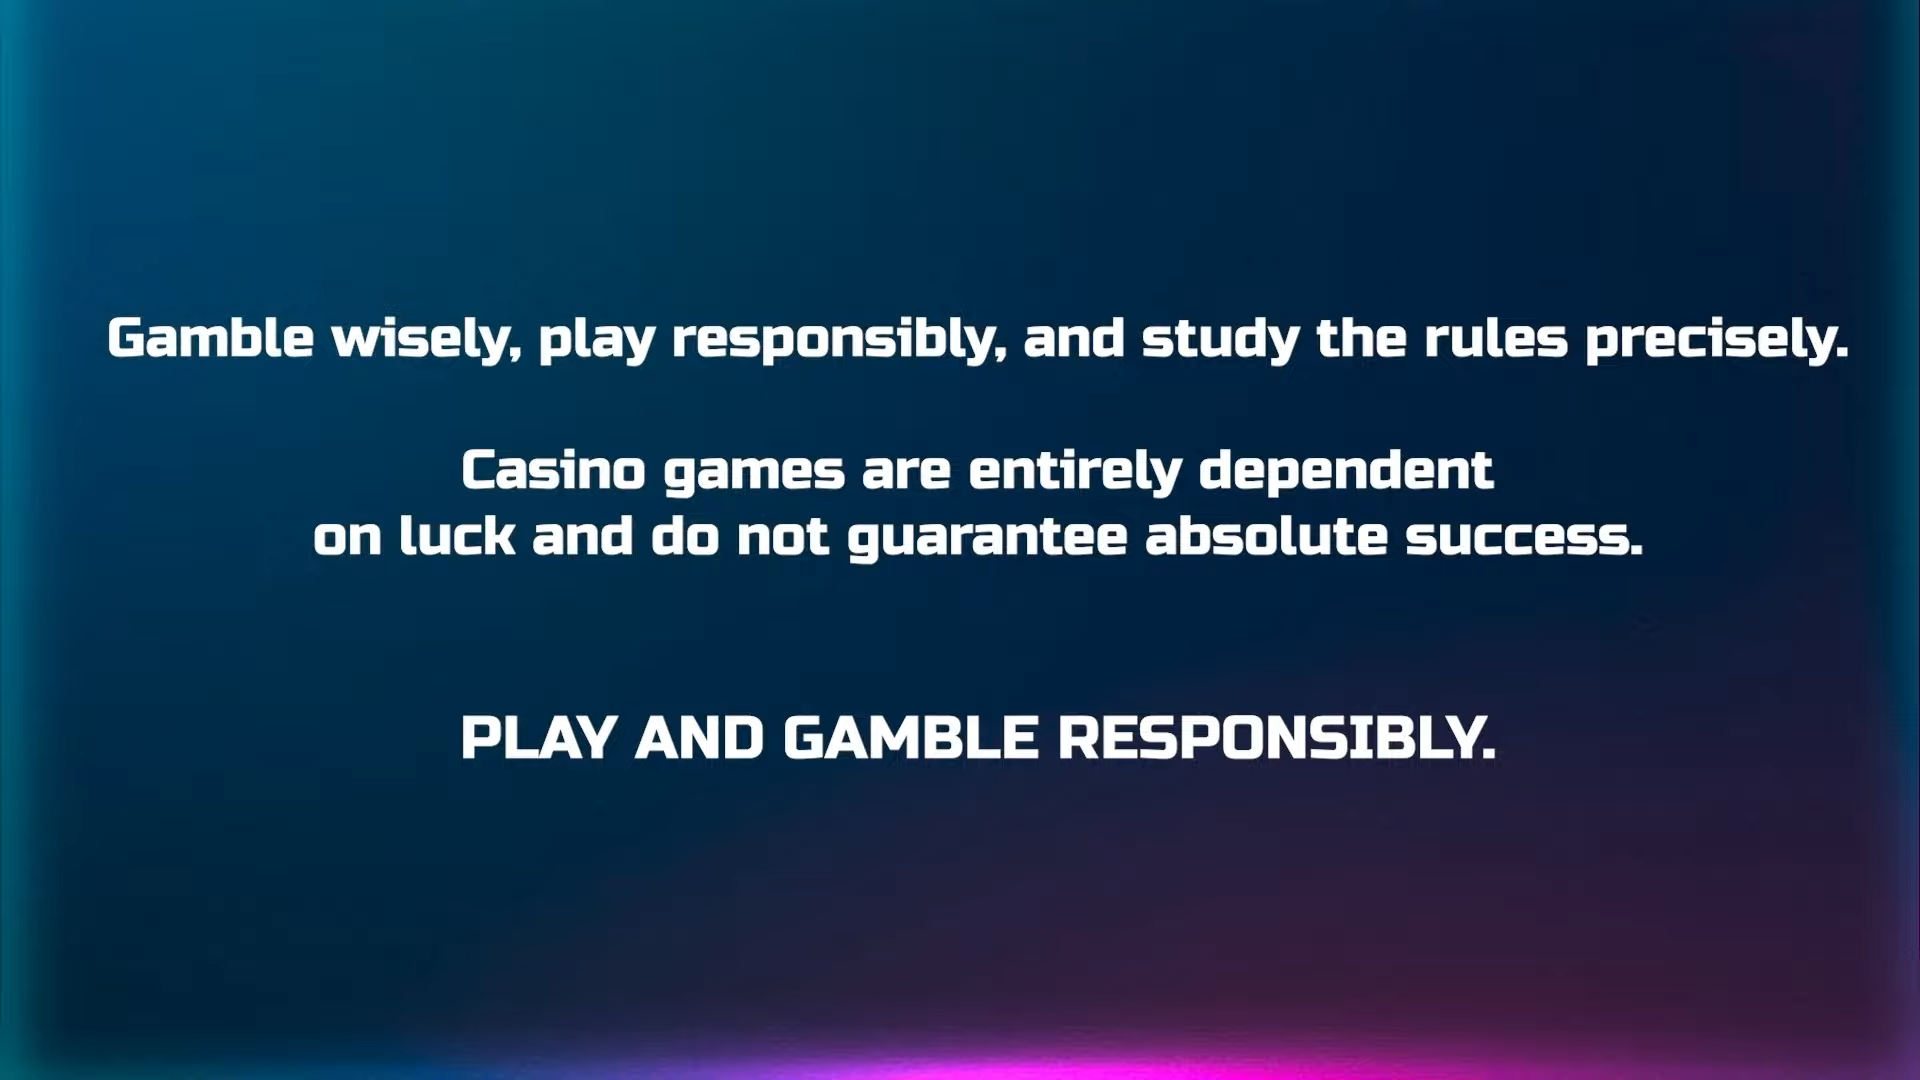 Gamble wisely, play responsibly, and study the rules precisely.
Casino games are entirely dependent
on luck and do not guarantee absolute success.
PLAY AND GAMBLE RESPONSIBLY.